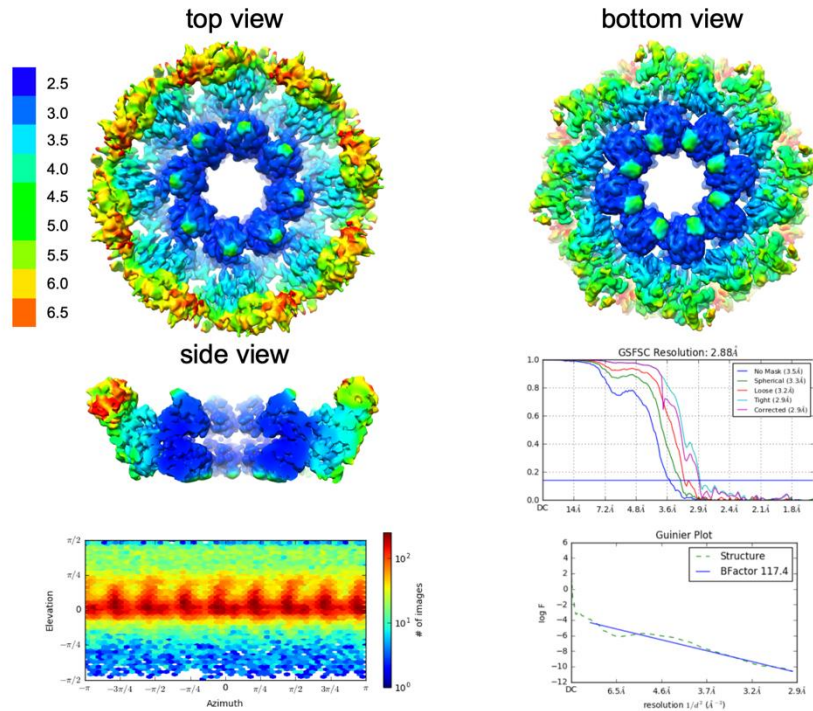 top view
bottom view
2.5
3.0
3.5
4.0
4.5
5.0
5.5
6.0
6.5
side view
GSFSC Resolution: 2.88Å
No Mask (3.5Å)
Spherical (3.3Å)
Loose (3.2Å)
Tight (2.9Å)
Corrected (2.9Å)
1.0
0.8
0.6
0.4
0.2
0.0
DC 14Å 7.2Å 4.8Å 3.6Å 2.9Å 2.4Å 2.1Å 1.8Å
π/2
π/4
0
−π/4
−π/2
Elevation
−π −3π/4 −π/2 −π/4 0 π/4 π/2 3π/4 π
Azimuth
10²
10¹
10⁰
# of images
Guinier Plot
Structure
BFactor 117.4
log F
6
4
2
0
−2
−4
−6
−8
−10
−12
DC 6.5Å 4.6Å 3.7Å 3.2Å 2.9Å
resolution 1/d² (Å⁻²)